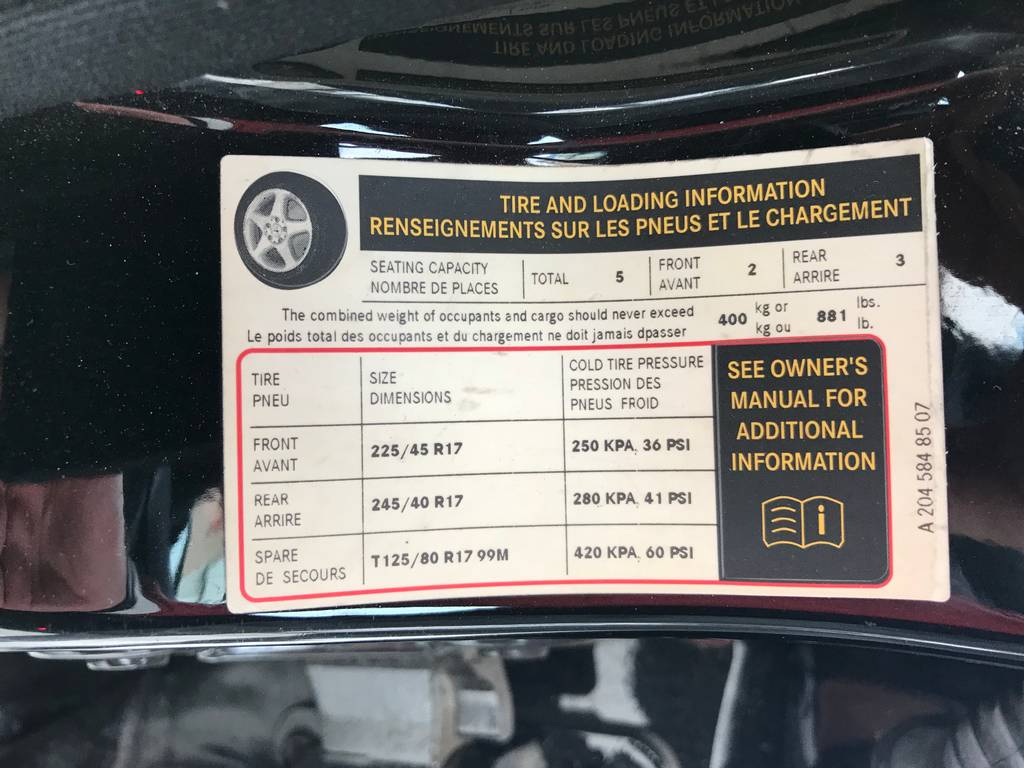 TIRE AND LOADING INFORMATION
RENSEIGNEMENTS SUR LES PNEUS ET LE CHARGEMENT
SEATING CAPACITY
NOMBRE DE PLACES
TOTAL 5
FRONT
AVANT
2
REAR
ARRIRE
3
The combined weight of occupants and cargo should never exceed
Le poids total des occupants et du chargement ne doit jamais dpasser
400 kg or
kg ou
881 lbs.
lb.
TIRE
PNEU
SIZE
DIMENSIONS
COLD TIRE PRESSURE
PRESSION DES
PNEUS FROID
FRONT
AVANT
225/45 R17
250 KPA, 36 PSI
REAR
ARRIRE
245/40 R17
280 KPA, 41 PSI
SPARE
DE SECOURS
T125/80 R17 99M
420 KPA, 60 PSI
SEE OWNER'S
MANUAL FOR
ADDITIONAL
INFORMATION
i
A 204 584 85 07